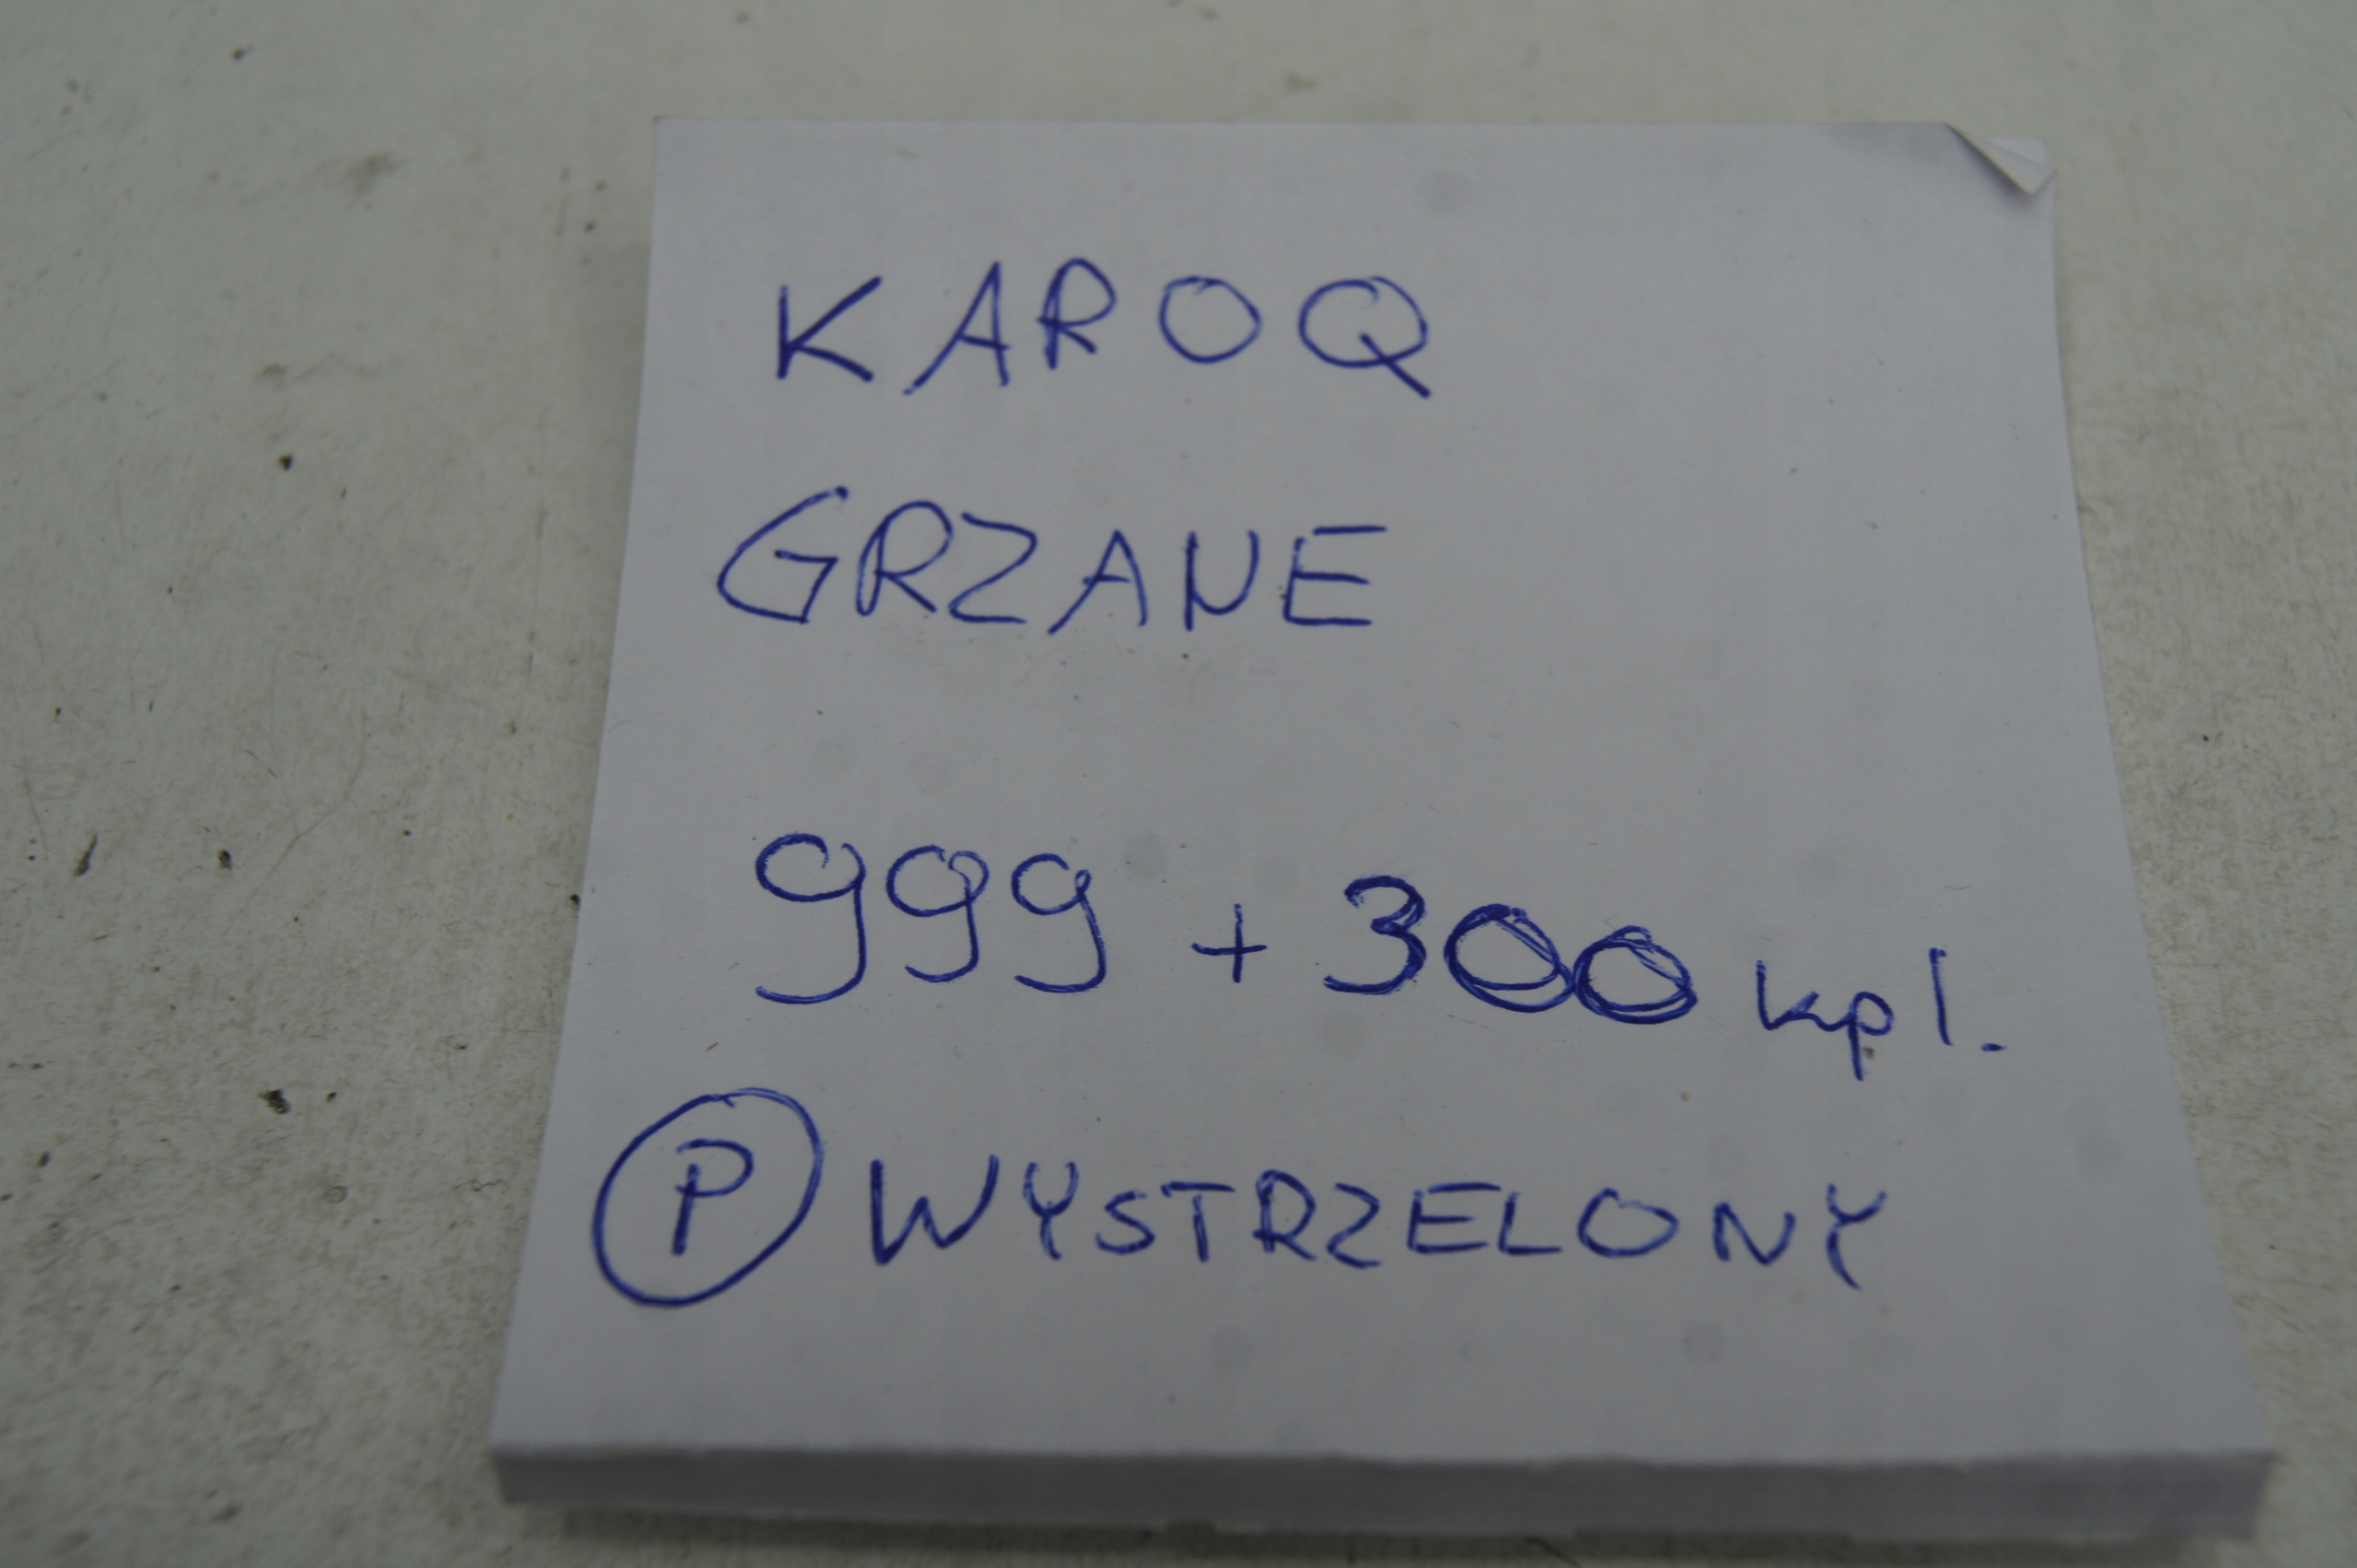 KAROQ
GRZANE
999 + 300 kpl.
P WYSTRZELONY